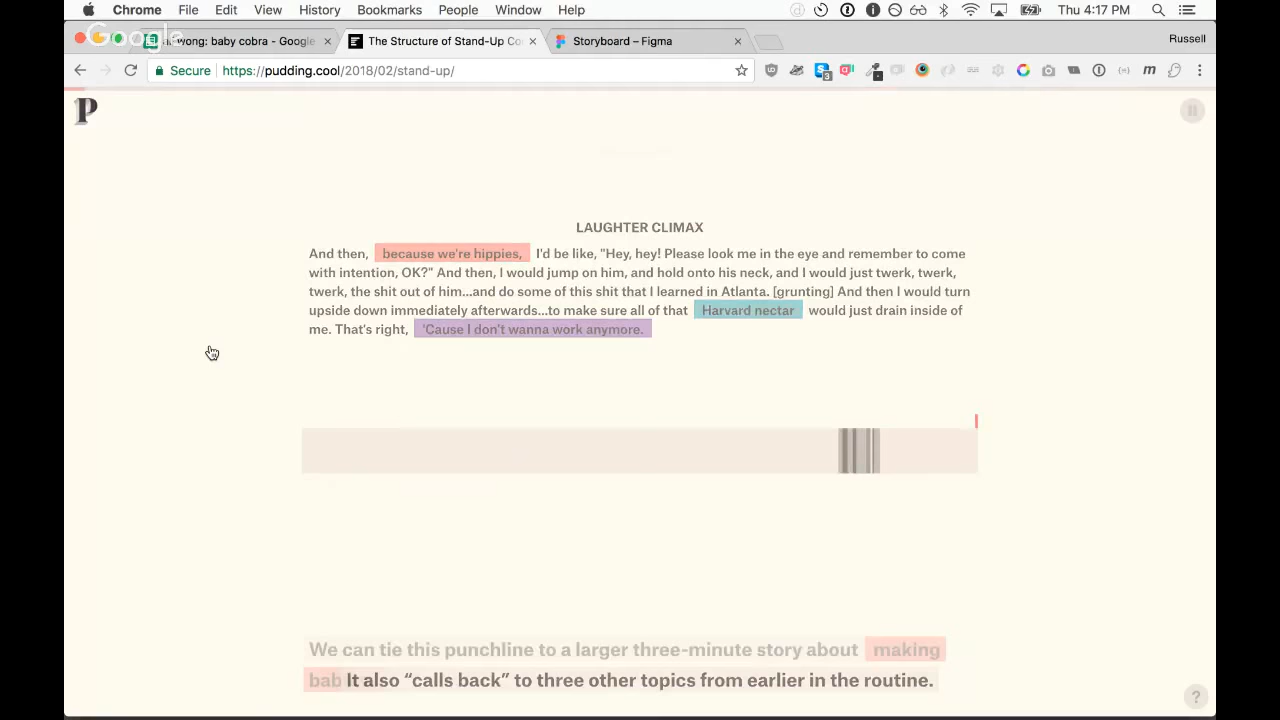 Chrome File Edit View History Bookmarks People Window Help Thu 4:17 PM
Google
wong: baby cobra - Google
The Structure of Stand-Up Co
Storyboard – Figma
Russell
Secure https://pudding.cool/2018/02/stand-up/
3
P
LAUGHTER CLIMAX
And then, because we're hippies, I'd be like, "Hey, hey! Please look me in the eye and remember to come
with intention, OK?" And then, I would jump on him, and hold onto his neck, and I would just twerk, twerk,
twerk, the shit out of him...and do some of this shit that I learned in Atlanta. [grunting] And then I would turn
upside down immediately afterwards...to make sure all of that Harvard nectar would just drain inside of
me. That's right, 'Cause I don't wanna work anymore.
We can tie this punchline to a larger three-minute story about making
bab It also “calls back” to three other topics from earlier in the routine.
?